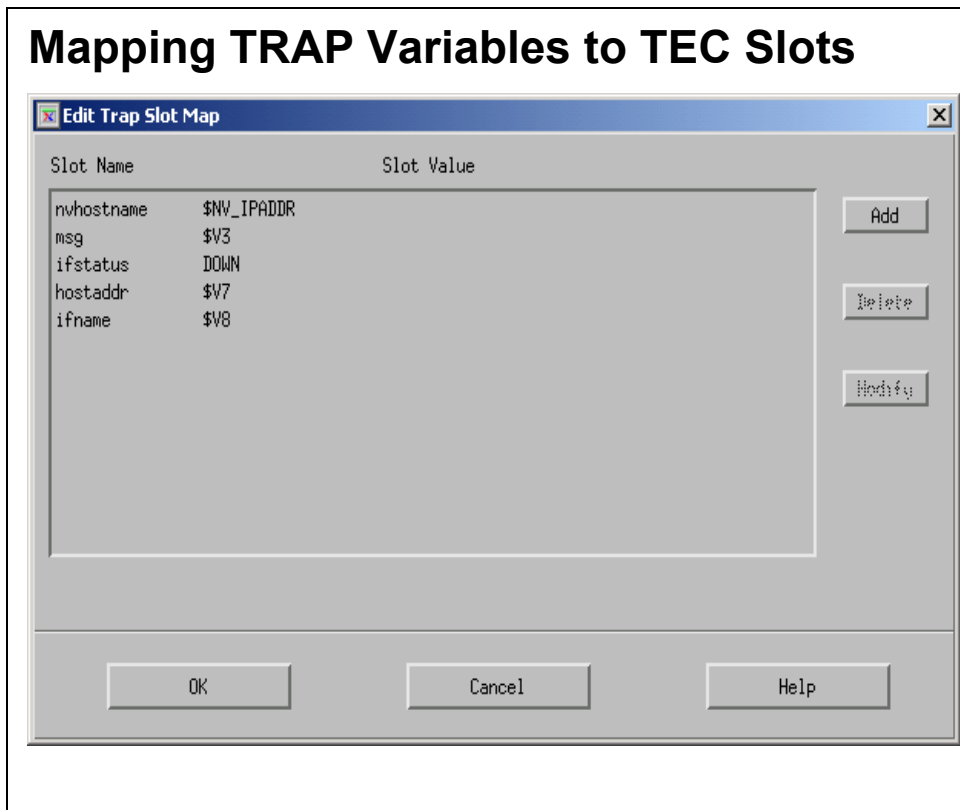 Mapping TRAP Variables to TEC Slots
Edit Trap Slot Map
Slot Name Slot Value
nvhostname $NV_IPADDR
msg $V3
ifstatus DOWN
hostaddr $V7
ifname $V8
Add
Delete
Modify
OK Cancel Help